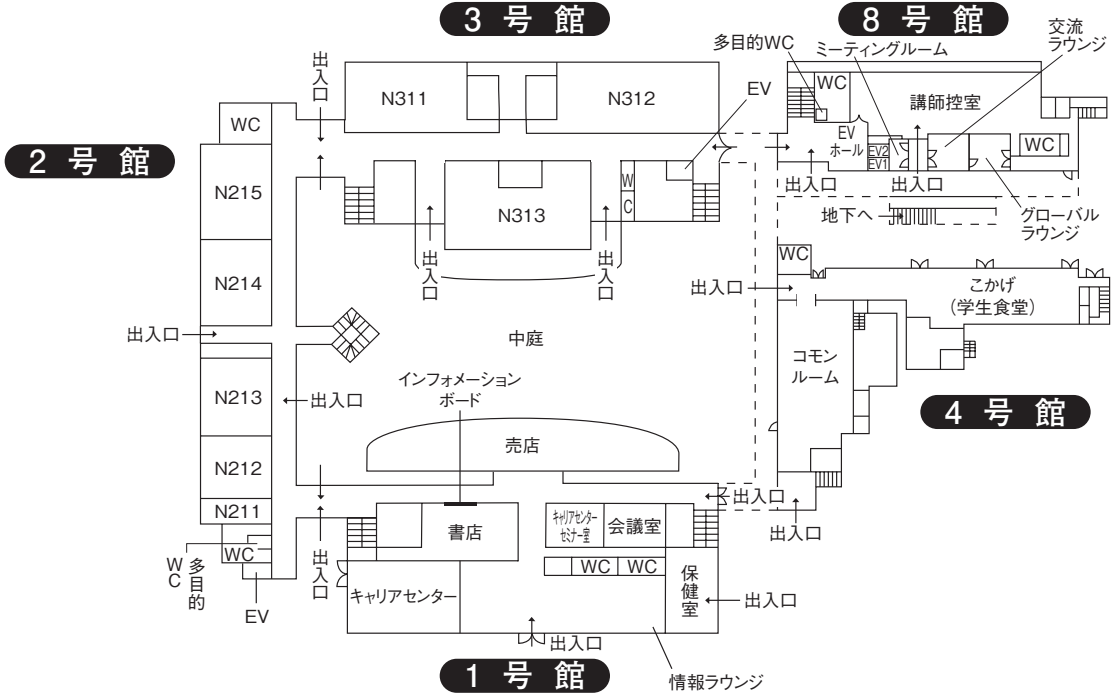 3 号 館
8 号 館
交流
ラウンジ
多目的WC
ミーティングルーム
出入口
EV
N311
N312
WC
講師控室
EV
ホール
EV2
EV1
WC
出入口
出入口
WC
2 号 館
N215
N313
WC
地下へ
グローバル
ラウンジ
出入口
出入口
WC
N214
出入口
こかげ
(学生食堂)
出入口
中庭
コモン
ルーム
インフォメーション
ボード
N213
出入口
4 号 館
売店
N212
出入口
N211
書店
キャリアセンター
セミナー室
会議室
出入口
WC
多目的
WC
出入口
WC
WC
保健室
キャリアセンター
出入口
EV
出入口
1 号 館
情報ラウンジ